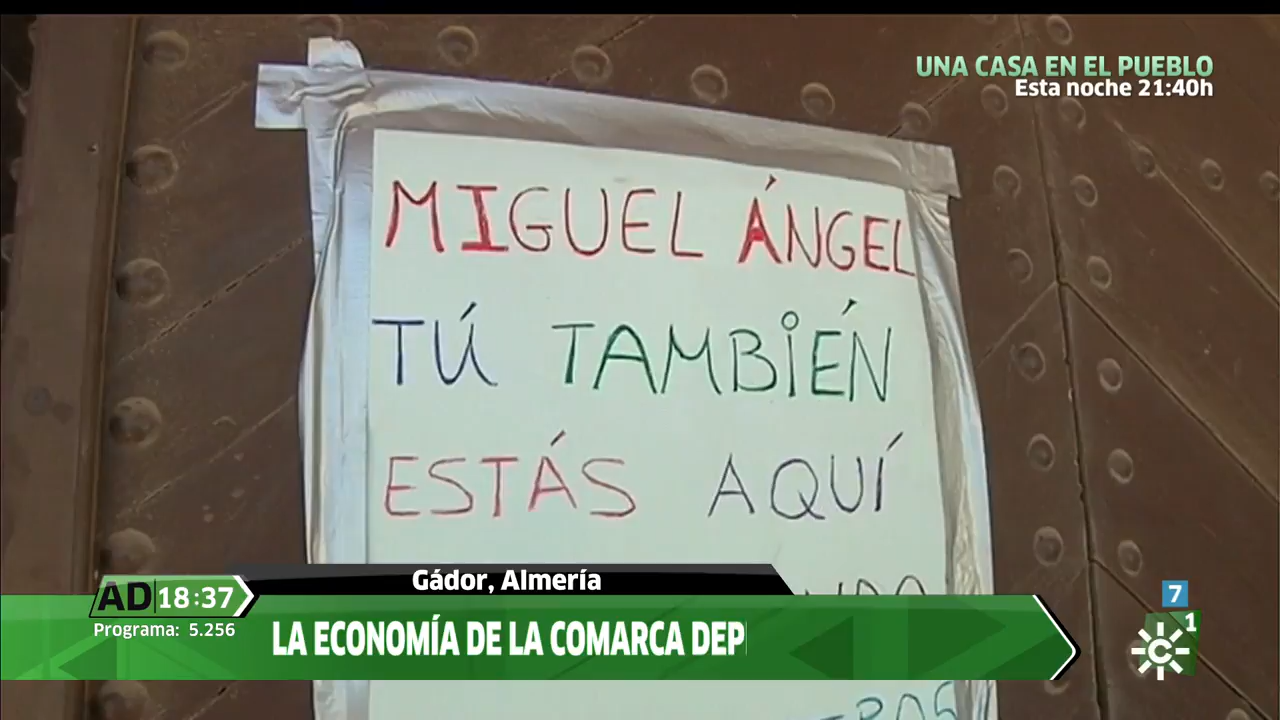 UNA CASA EN EL PUEBLO
Esta noche 21:40h
MIGUEL ÁNGEL
TÚ TAMBIÉN
ESTÁS AQUÍ
Gádor, Almería
AD 18:37
Programa: 5.256
LA ECONOMÍA DE LA COMARCA DEP
7
1